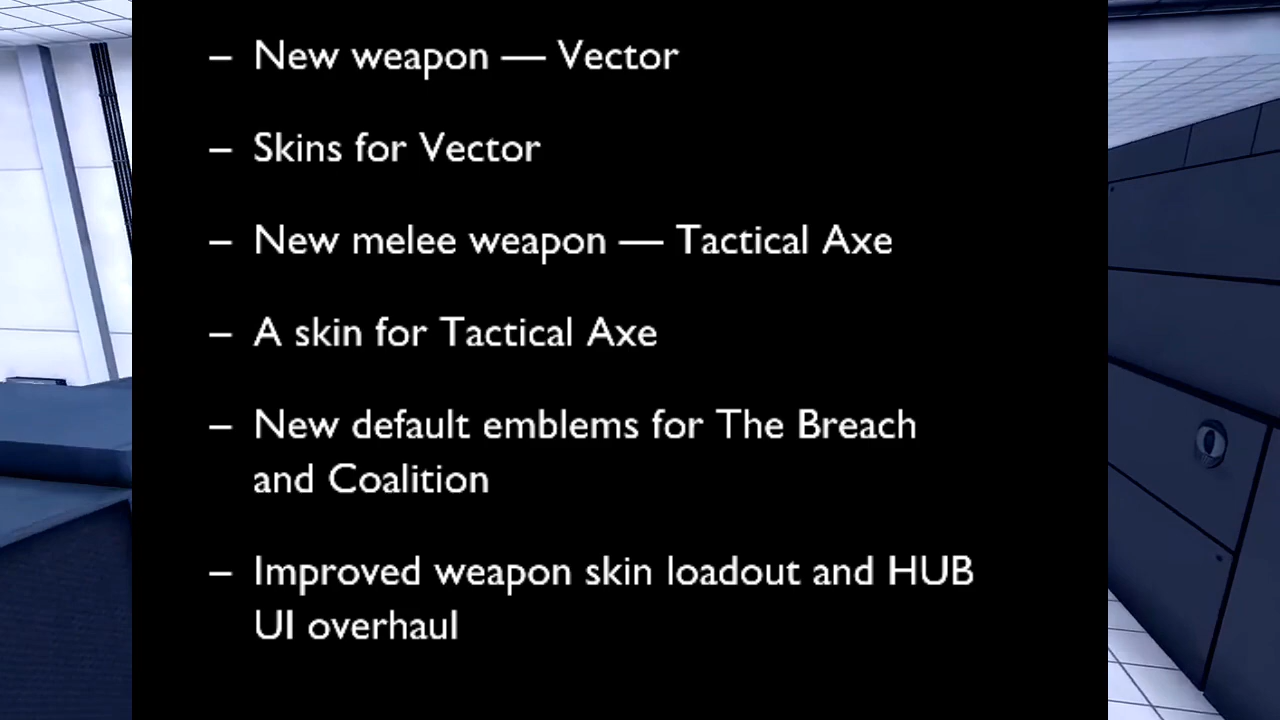 – New weapon — Vector
– Skins for Vector
– New melee weapon — Tactical Axe
– A skin for Tactical Axe
– New default emblems for The Breach
and Coalition
– Improved weapon skin loadout and HUB
UI overhaul